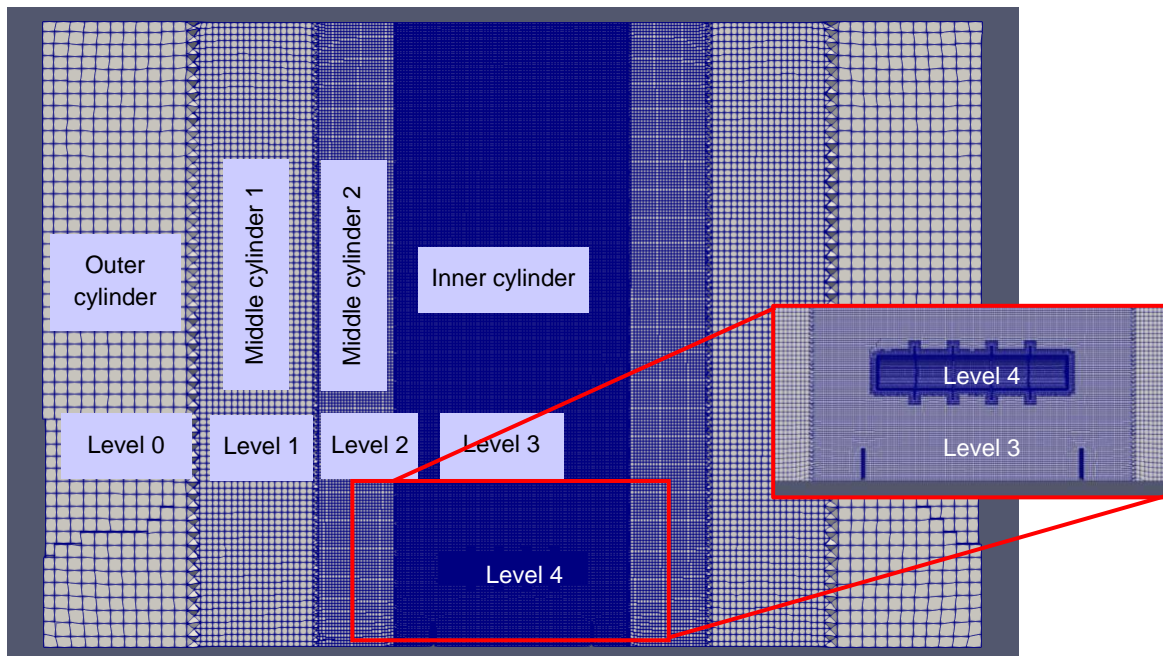 Outer
cylinder
Middle cylinder 1
Middle cylinder 2
Inner cylinder
Level 0
Level 1
Level 2
Level 3
Level 4
Level 4
Level 3